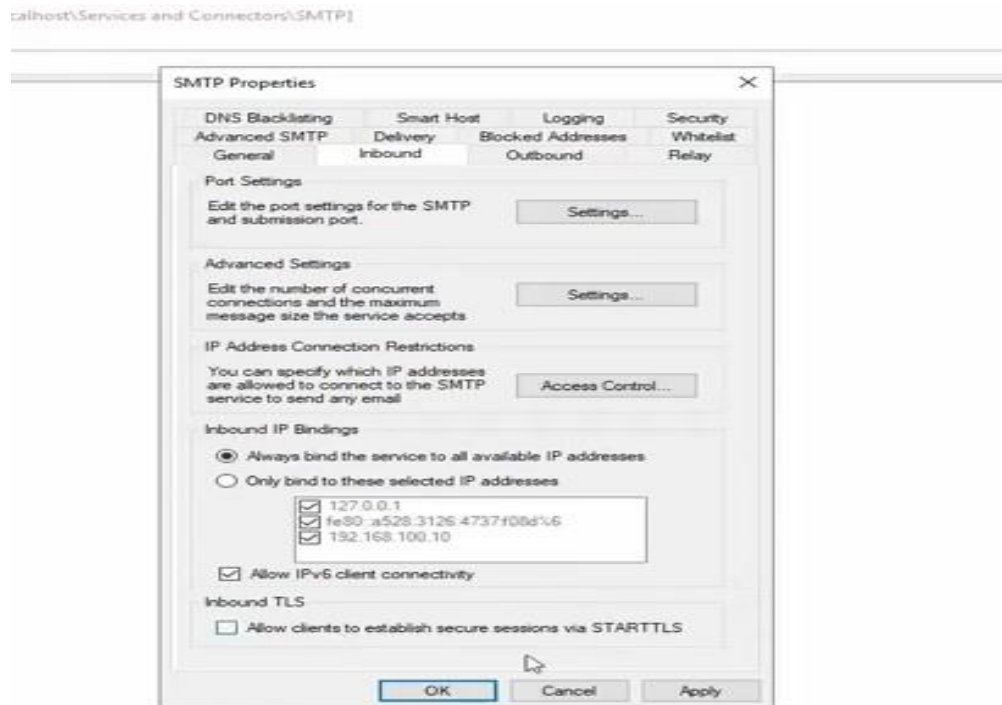 calhost\Services and Connectors\SMTP]
SMTP Properties
DNS Blacklisting Smart Host Logging Security
Advanced SMTP Delivery Blocked Addresses Whitelist
General Inbound Outbound Relay
Port Settings
Edit the port settings for the SMTP
and submission port.
Settings...
Advanced Settings
Edit the number of concurrent
connections and the maximum
message size the service accepts
Settings...
IP Address Connection Restrictions
You can specify which IP addresses
are allowed to connect to the SMTP
service to send any email
Access Control...
Inbound IP Bindings
Always bind the service to all available IP addresses
Only bind to these selected IP addresses
127.0.0.1
fe80::a528:3126:4737f08d%6
192.168.100.10
Allow IPv6 client connectivity
Inbound TLS
Allow clients to establish secure sessions via STARTTLS
OK Cancel Apply